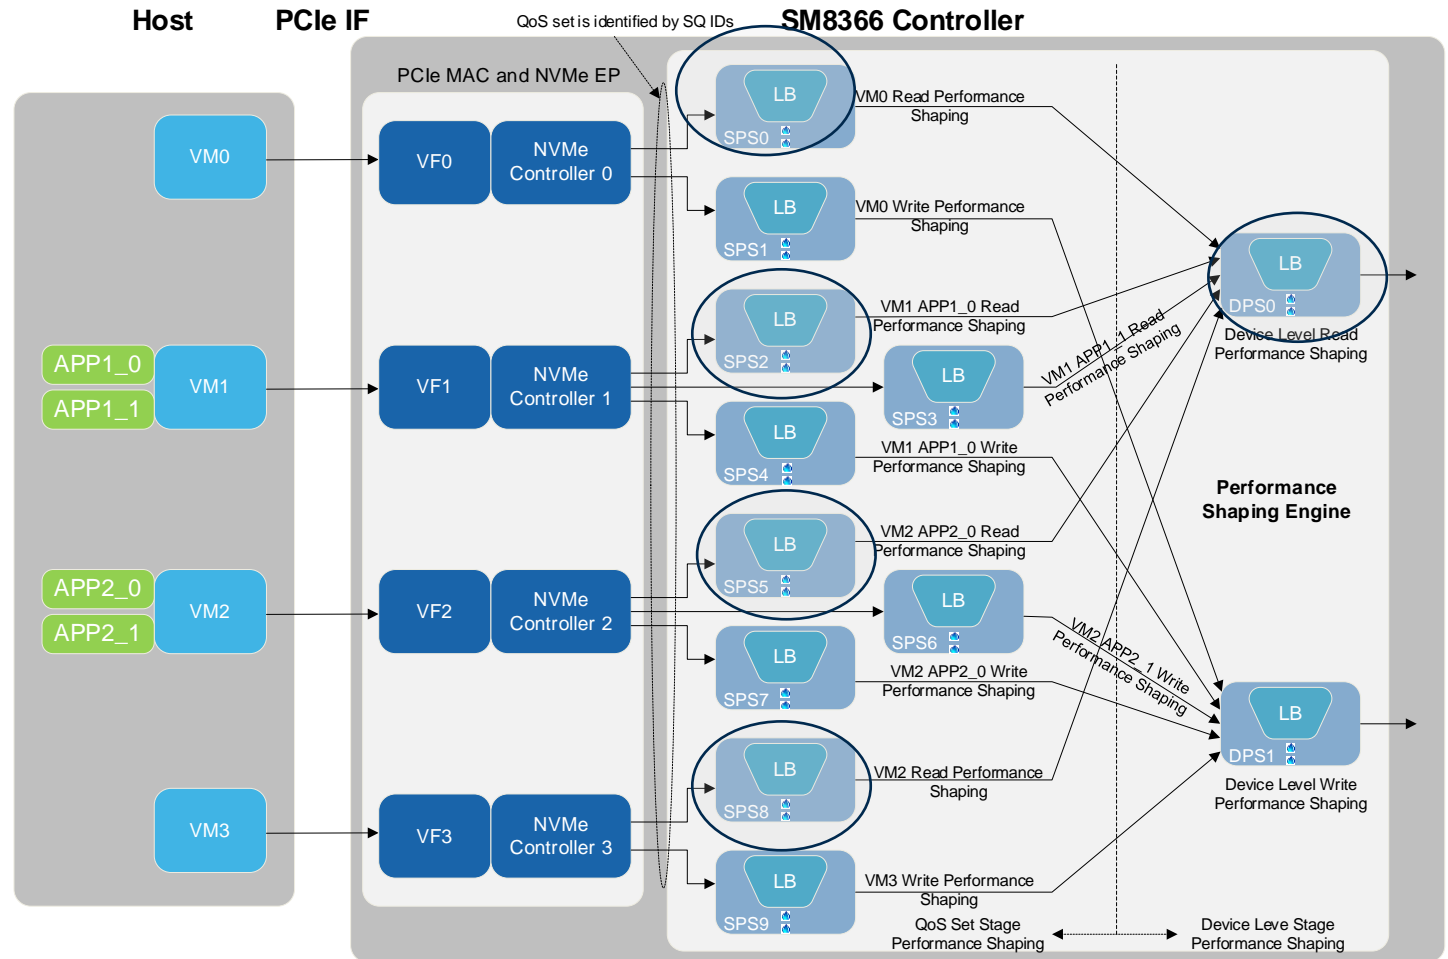 Host
PCIe IF
QoS set is identified by SQ IDs
SM8366 Controller
PCIe MAC and NVMe EP
VM0
VF0
NVMe
Controller 0
LB
SPS0
VM0 Read Performance
Shaping
LB
SPS1
VM0 Write Performance
Shaping
APP1_0
APP1_1
VM1
VF1
NVMe
Controller 1
LB
SPS2
VM1 APP1_0 Read
Performance Shaping
LB
SPS3
VM1 APP1_1 Read
Performance Shaping
LB
SPS4
VM1 APP1_0 Write
Performance Shaping
LB
DPS0
Device Level Read
Performance Shaping
Performance
Shaping Engine
APP2_0
APP2_1
VM2
VF2
NVMe
Controller 2
LB
SPS5
VM2 APP2_0 Read
Performance Shaping
LB
SPS6
VM2 APP2_1 Write
Performance Shaping
LB
SPS7
VM2 APP2_0 Write
Performance Shaping
LB
DPS1
Device Level Write
Performance Shaping
VM3
VF3
NVMe
Controller 3
LB
SPS8
VM2 Read Performance
Shaping
LB
SPS9
VM3 Write Performance
Shaping
QoS Set Stage
Performance Shaping
Device Leve Stage
Performance Shaping